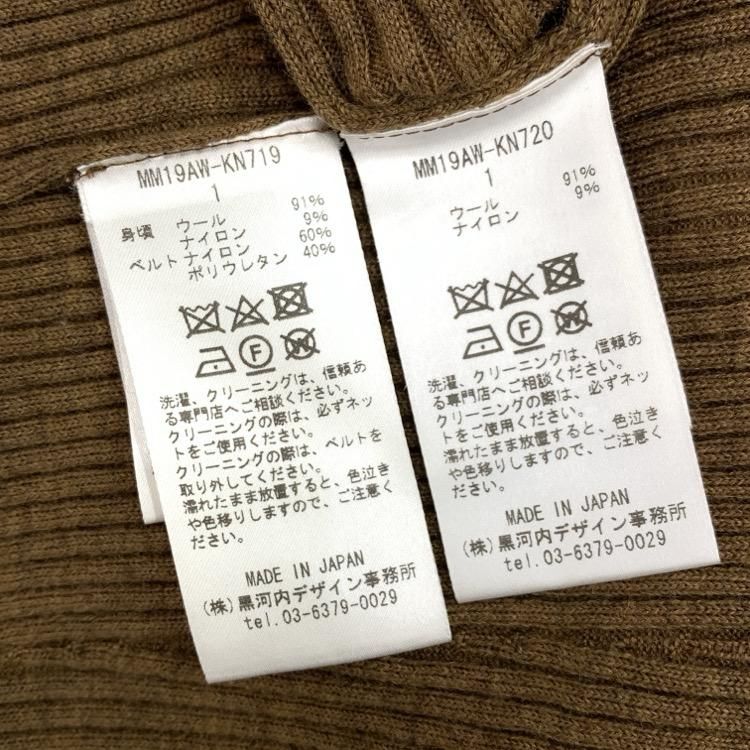 MM19AW-KN719
1
身頃 ウール 91%
ナイロン 9%
ベルトナイロン 60%
ポリウレタン 40%
F
W
洗濯、クリーニングは、信頼あ
る専門店へご相談ください。
クリーニングの際は、必ずネッ
トをご使用ください。
クリーニングの際は、ベルトを
取り外してください。
濡れたまま放置すると、色泣き
や色移りしますので、ご注意く
ださい。
MADE IN JAPAN
(株)黒河内デザイン事務所
tel.03-6379-0029
MM19AW-KN720
1
ウール 91%
ナイロン 9%
F
W
洗濯、クリーニングは、信頼あ
る専門店へご相談ください。
クリーニングの際は、必ずネッ
トをご使用ください。
濡れたまま放置すると、色泣き
や色移りしますので、ご注意く
ださい。
MADE IN JAPAN
(株)黒河内デザイン事務所
tel.03-6379-0029